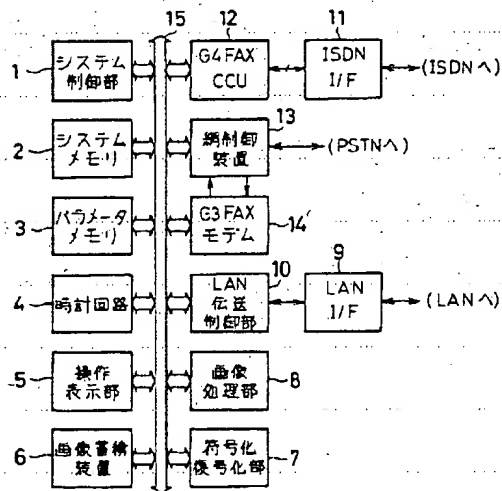 15
12
11
1
システム
制御部
G4FAX
CCU
ISDN
I/F
(ISDNへ)
13
2
システム
メモリ
網制御
装置
(PSTNへ)
3
パラメータ
メモリ
G3FAX
モデム
14
10
9
4
時計回路
LAN
伝送
制御部
LAN
I/F
(LANへ)
5
操作
表示部
画像
処理部
8
6
画像蓄積
装置
符号化
復号化部
7